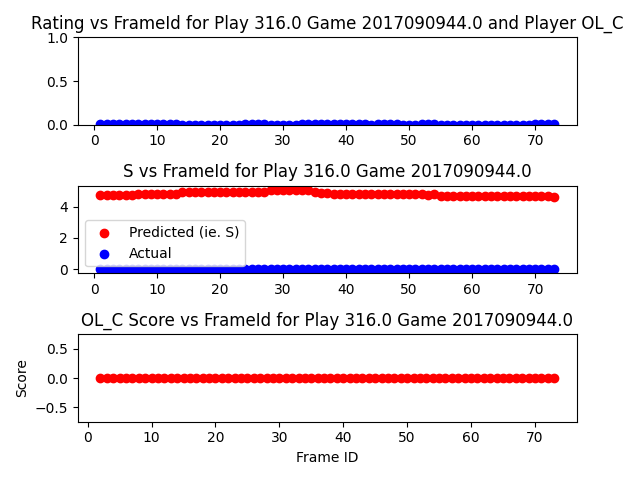 Rating vs FrameId for Play 316.0 Game 2017090944.0 and Player OL_C
1.0
0.5
0.0
0 10 20 30 40 50 60 70
S vs FrameId for Play 316.0 Game 2017090944.0
4
2
0
Predicted (ie. S)
Actual
0 10 20 30 40 50 60 70
OL_C Score vs FrameId for Play 316.0 Game 2017090944.0
Score
0.5
0.0
−0.5
0 10 20 30 40 50 60 70
Frame ID